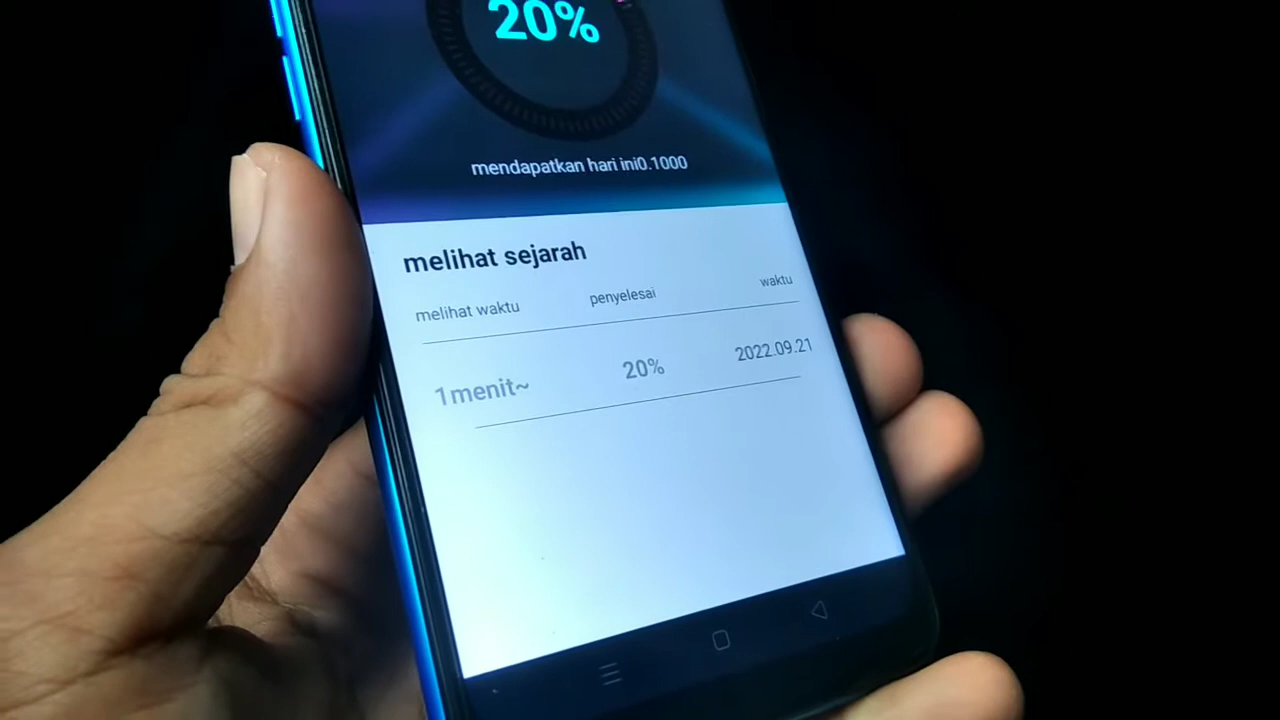 20%
mendapatkan hari ini0.1000
melihat sejarah
melihat waktu penyelesai waktu
1menit~ 20% 2022.09.21